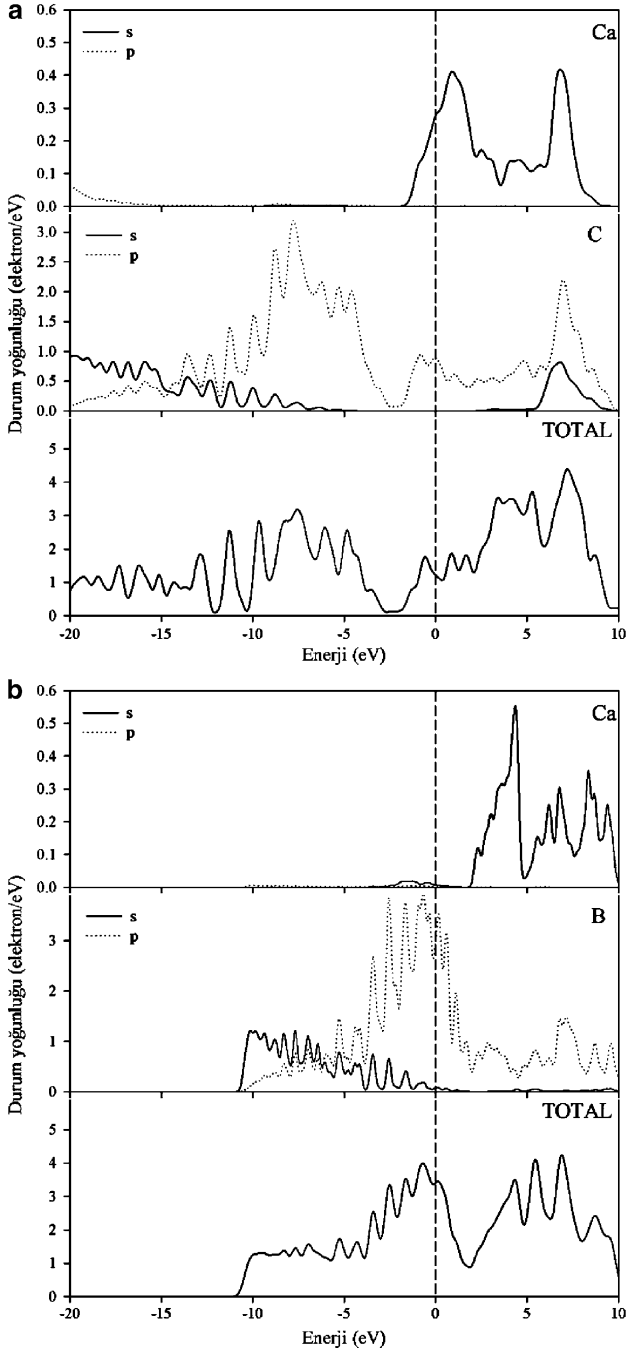 a
0.6
s
p
Ca
0.5
0.4
0.3
0.2
0.1
0.0
Durum yoğunluğu (elektron/eV)
s
p
C
3.0
2.5
2.0
1.5
1.0
0.5
0.0
TOTAL
5
4
3
2
1
0
-20 -15 -10 -5 0 5 10
Enerji (eV)
b
0.6
s
p
Ca
0.5
0.4
0.3
0.2
0.1
0.0
Durum yoğunluğu (elektron/eV)
s
p
B
3
2
1
0
TOTAL
5
4
3
2
1
0
-20 -15 -10 -5 0 5 10
Enerji (eV)